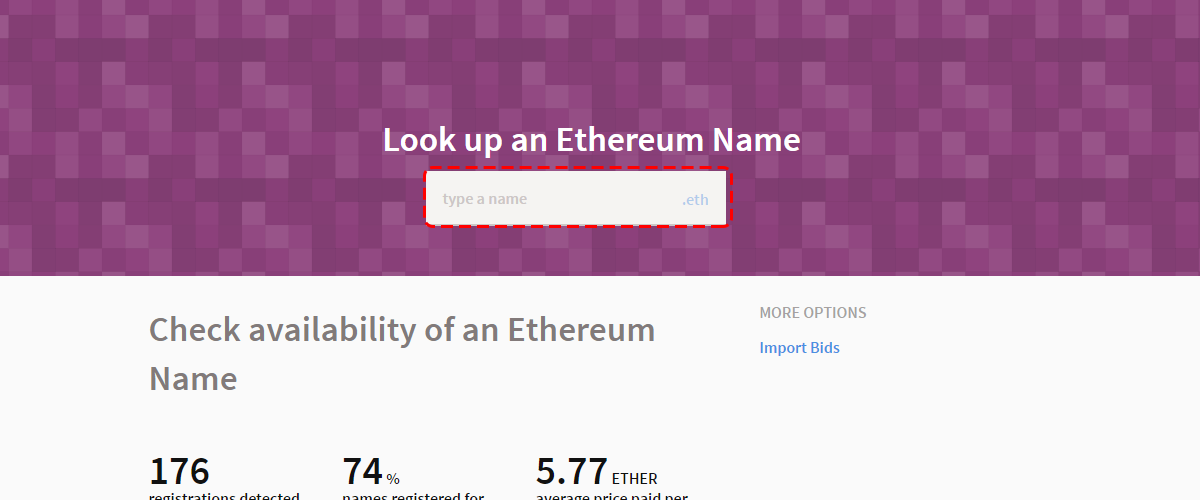 Look up an Ethereum Name
type a name .eth
Check availability of an Ethereum
Name
MORE OPTIONS
Import Bids
176 74 % 5.77 ETHER
registrations detected names registered for average price paid per